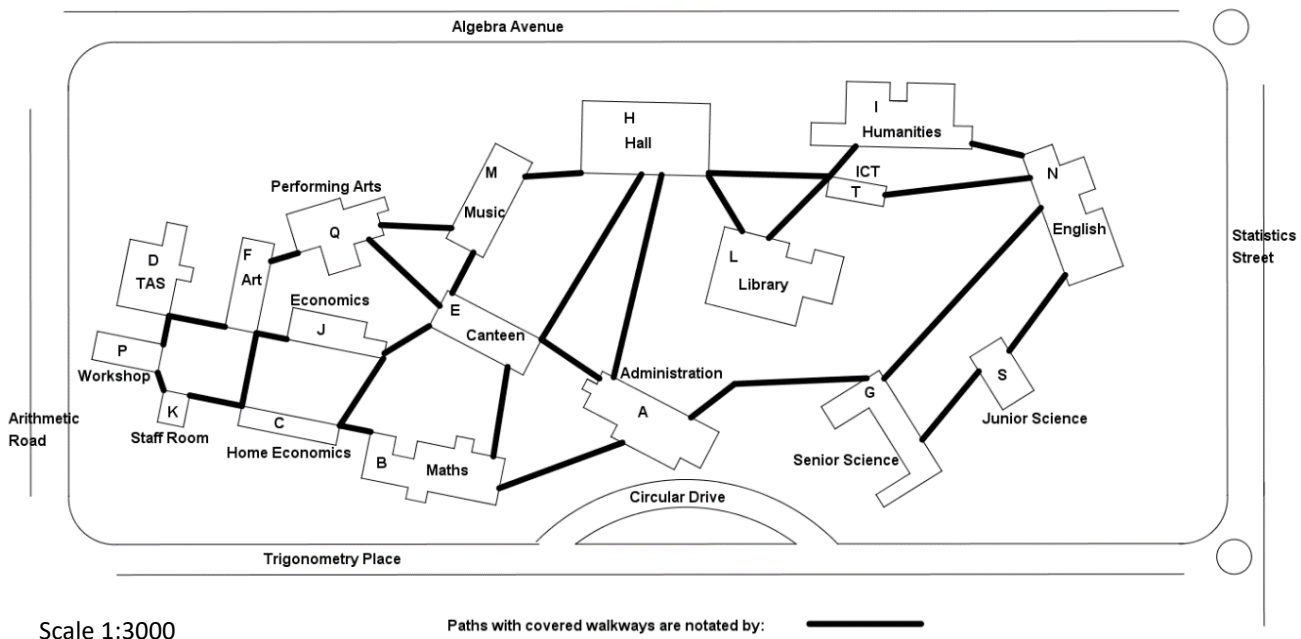 Algebra Avenue
H
Hall
I
Humanities
M
Music
ICT
T
N
English
Performing Arts
Q
D
TAS
F
Art
L
Library
Statistics
Street
Economics
J
E
Canteen
P
Workshop
K
Staff Room
C
Home Economics
B
Maths
Administration
A
G
Senior Science
S
Junior Science
Arithmetic
Road
Circular Drive
Trigonometry Place
Scale 1:3000
Paths with covered walkways are notated by: